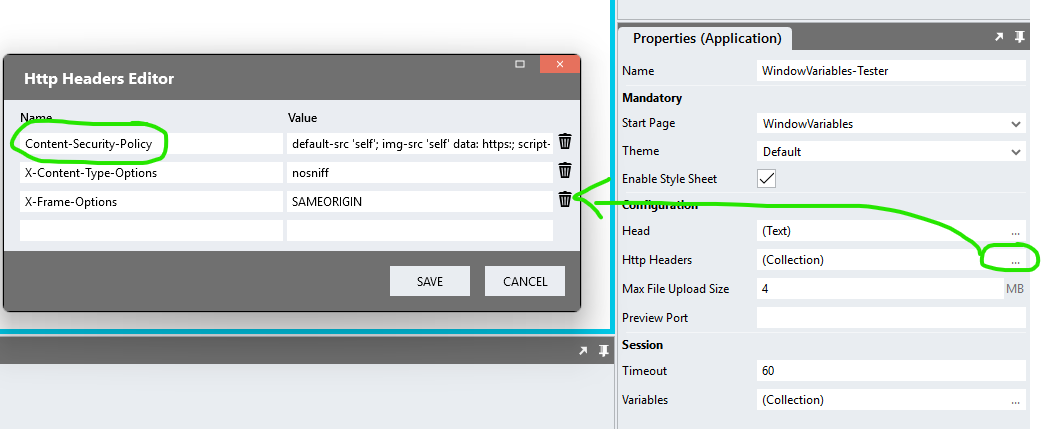 Http Headers Editor
Name Value
Content-Security-Policy default-src 'self'; img-src 'self' data: https:; script-
X-Content-Type-Options nosniff
X-Frame-Options SAMEORIGIN
SAVE CANCEL
Properties (Application)
Name WindowVariables-Tester
Mandatory
Start Page WindowVariables
Theme Default
Enable Style Sheet
Configuration
Head (Text) ...
Http Headers (Collection) ...
Max File Upload Size 4 MB
Preview Port
Session
Timeout 60
Variables (Collection) ...